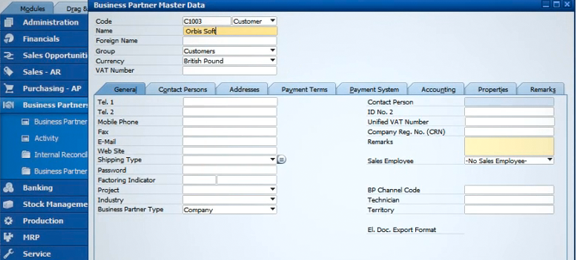 Modules
Drag &
Business Partner Master Data
Administration
Financials
Sales Opportuniti
Sales - AR
Purchasing - AP
Business Partners
Business Partner
Activity
Internal Reconcil
Business Partner
Banking
Stock Manageme
Production
MRP
Service
Code C1003 Customer
Name Orbis Soft
Foreign Name
Group Customers
Currency British Pound
VAT Number
General Contact Persons Addresses Payment Terms Payment System Accounting Properties Remarks
Tel. 1 Contact Person
Tel. 2 ID No. 2
Mobile Phone Unified VAT Number
Fax Company Reg. No. (CRN)
E-Mail Remarks
Web Site
Shipping Type Sales Employee -No Sales Employee-
Password
Factoring Indicator
Project BP Channel Code
Industry Technician
Business Partner Type Company Territory
El. Doc. Export Format